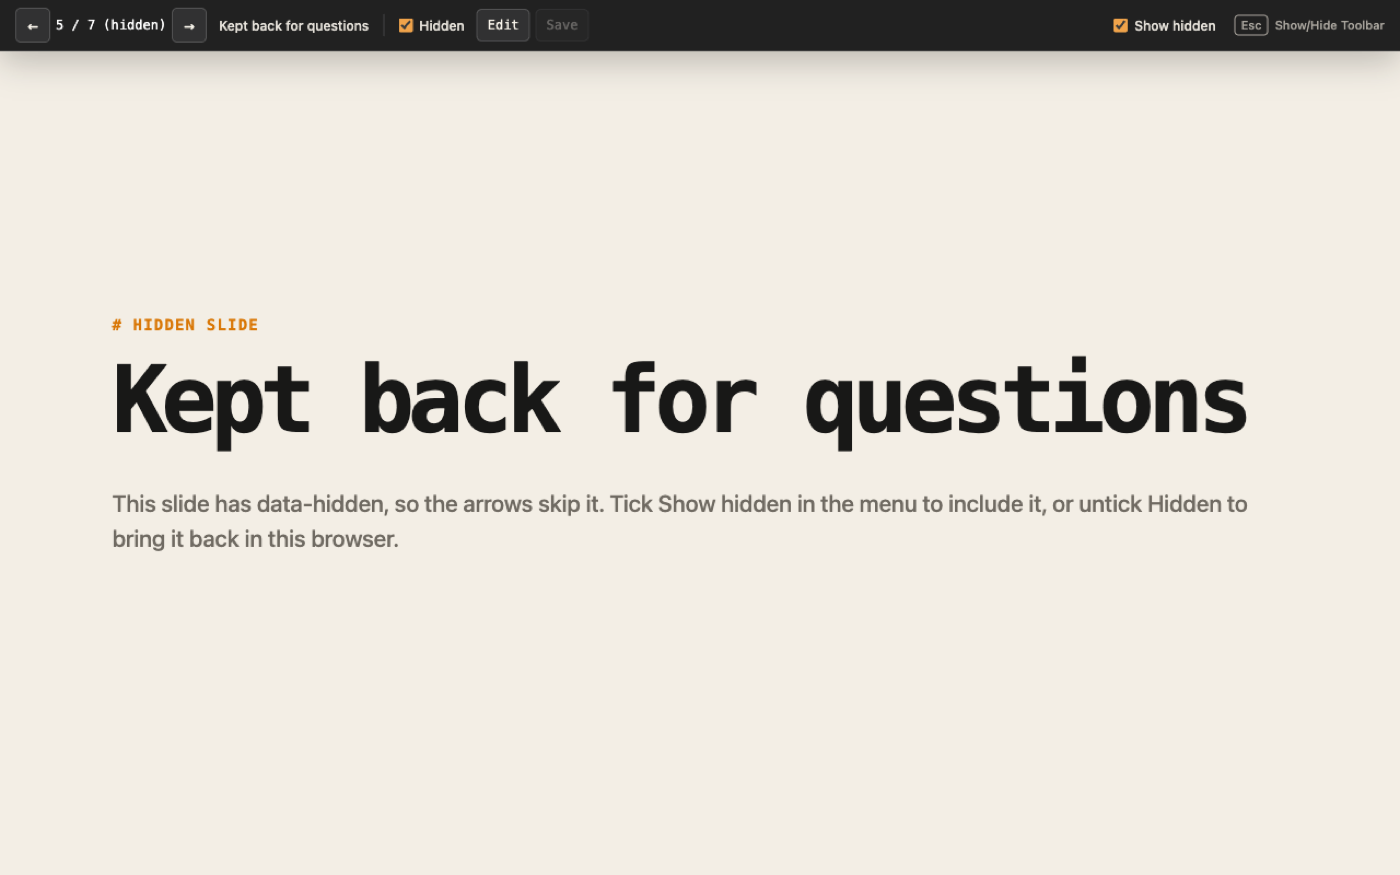 ← 5 / 7 (hidden) → Kept back for questions Hidden Edit Save Show hidden Esc Show/Hide Toolbar
# HIDDEN SLIDE
Kept back for questions
This slide has data-hidden, so the arrows skip it. Tick Show hidden in the menu to include it, or untick Hidden to
bring it back in this browser.